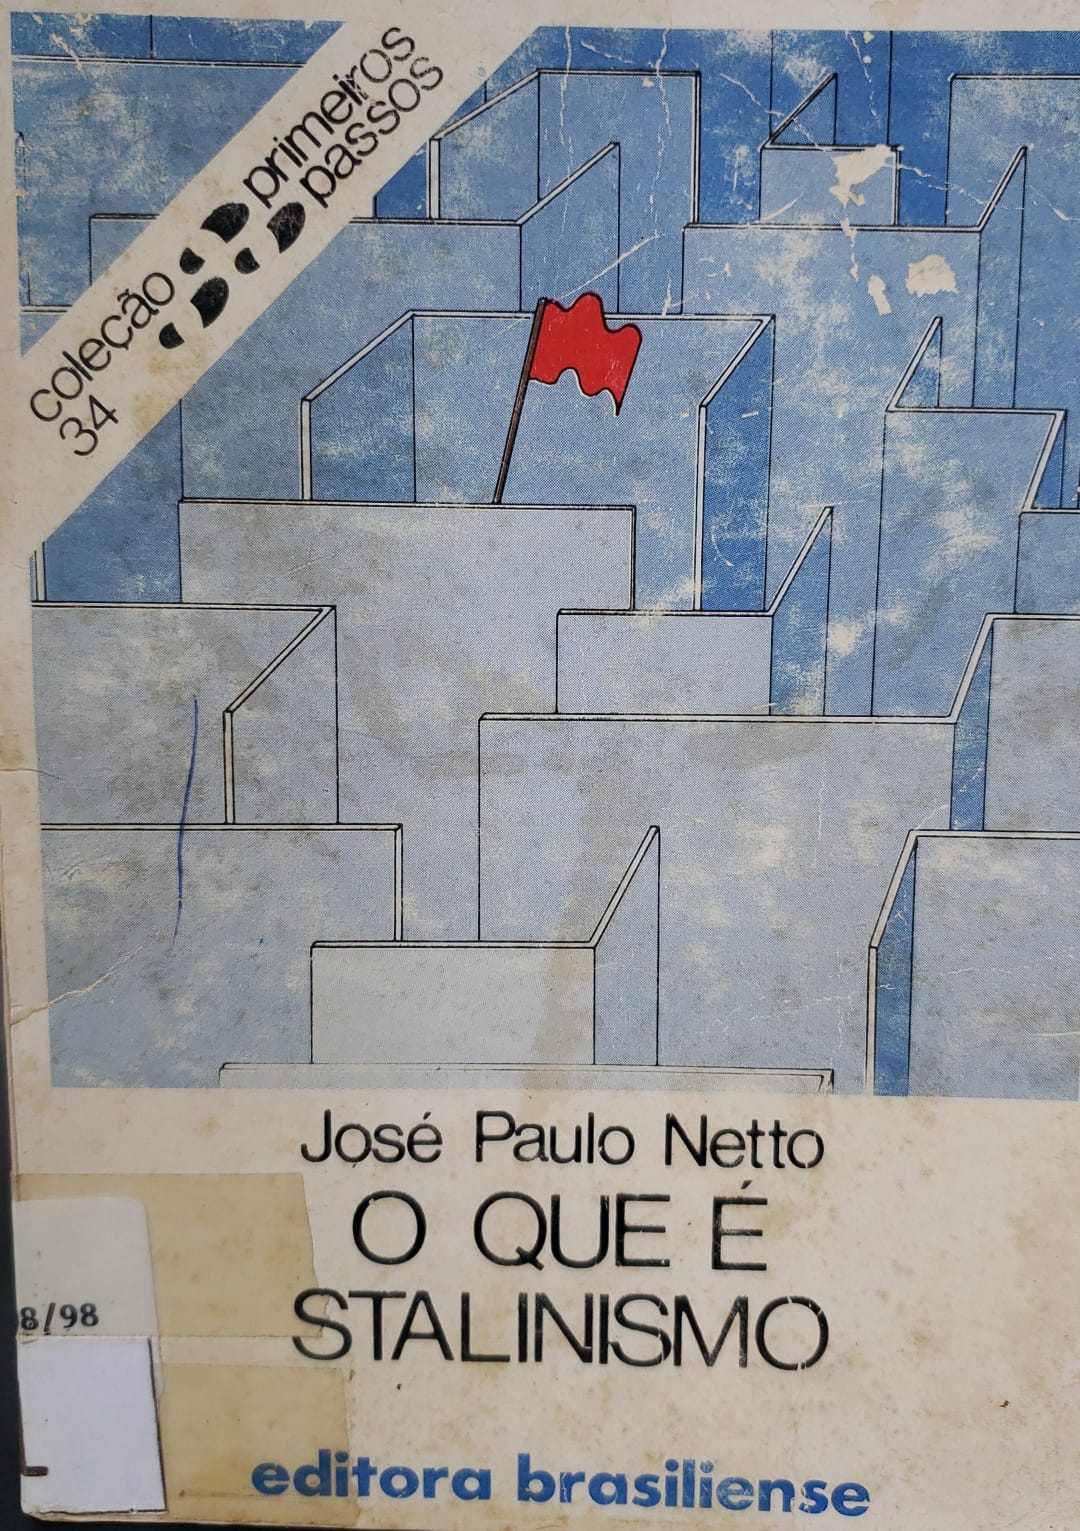 coleção primeiros
34 passos
José Paulo Netto
O QUE É
STALINISMO
8/98
editora brasiliense